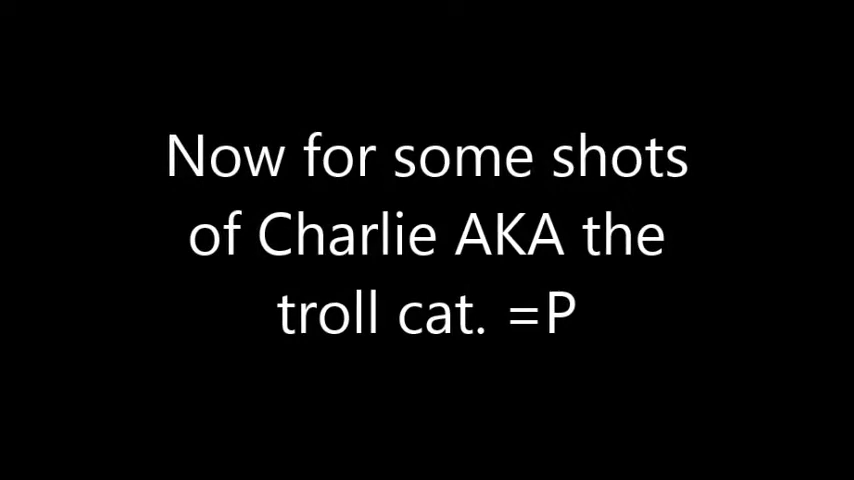 Now for some shots
of Charlie AKA the
troll cat. =P